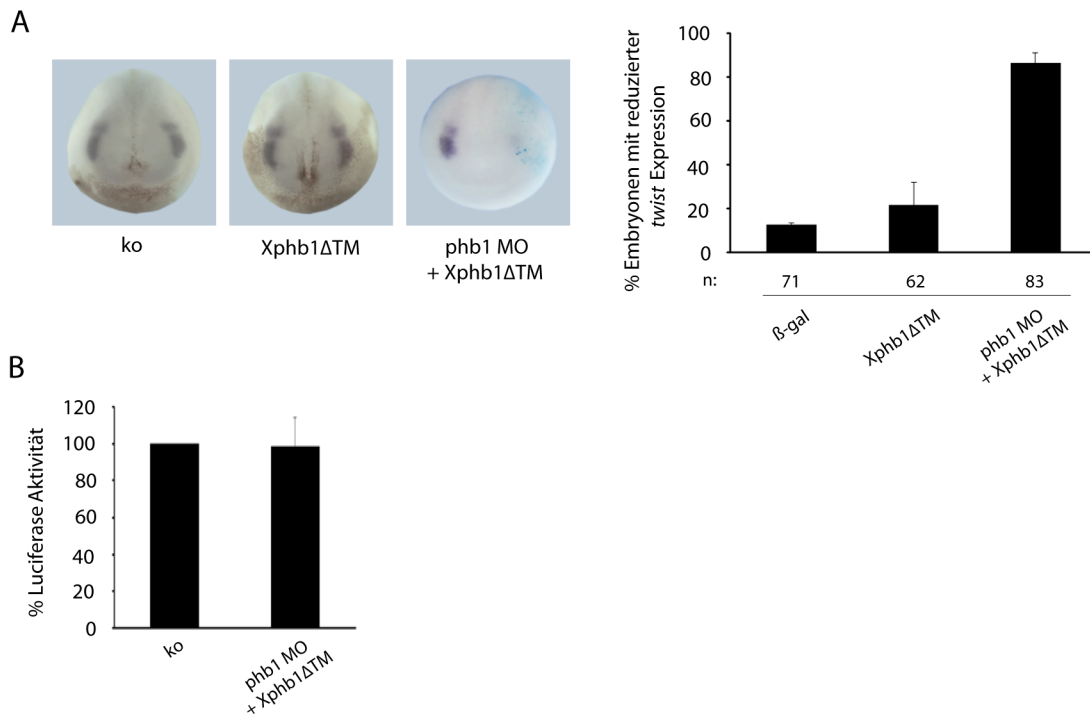 A
ko
Xphb1ΔTM
phb1 MO
+ Xphb1ΔTM
% Embryonen mit reduzierter
twist Expression
100
80
60
40
20
0
n:
71
62
83
ß-gal
Xphb1ΔTM
phb1 MO
+ Xphb1ΔTM
B
% Luciferase Aktivität
120
100
80
60
40
20
0
ko
phb1 MO
+ Xphb1ΔTM